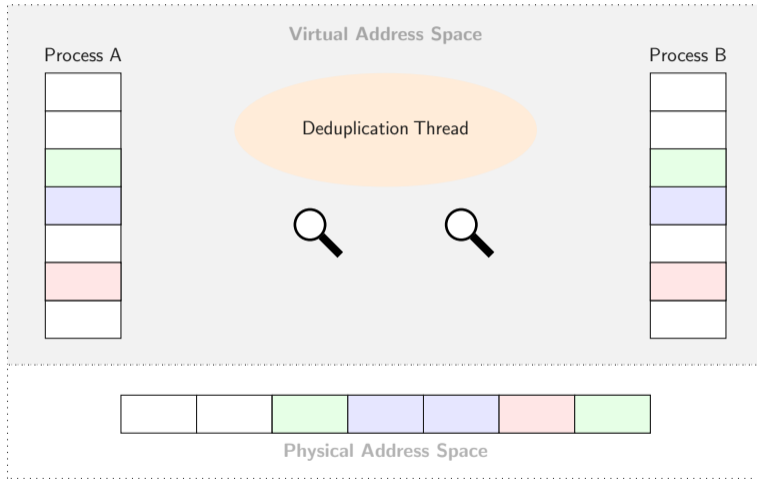 Virtual Address Space
Process A
Process B
Deduplication Thread
Physical Address Space